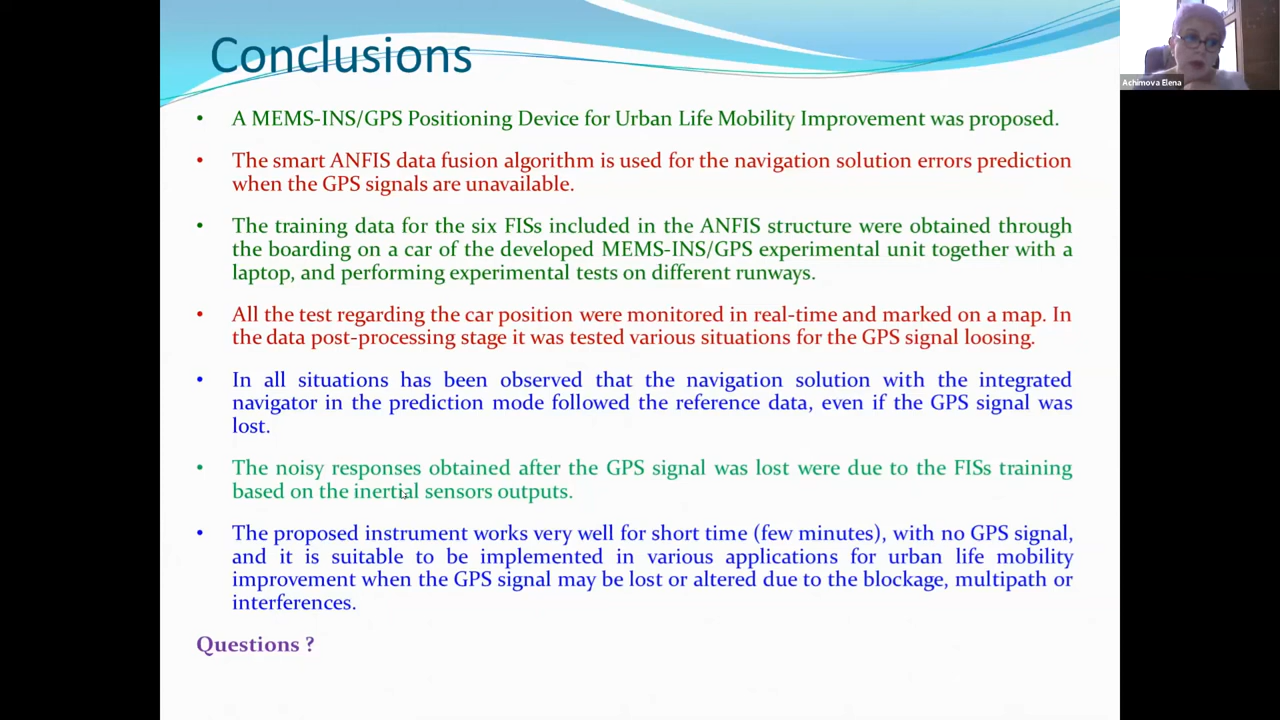 Conclusions
Achimova Elena
• A MEMS-INS/GPS Positioning Device for Urban Life Mobility Improvement was proposed.
• The smart ANFIS data fusion algorithm is used for the navigation solution errors prediction
when the GPS signals are unavailable.
• The training data for the six FISs included in the ANFIS structure were obtained through
the boarding on a car of the developed MEMS-INS/GPS experimental unit together with a
laptop, and performing experimental tests on different runways.
• All the test regarding the car position were monitored in real-time and marked on a map. In
the data post-processing stage it was tested various situations for the GPS signal loosing.
• In all situations has been observed that the navigation solution with the integrated
navigator in the prediction mode followed the reference data, even if the GPS signal was
lost.
• The noisy responses obtained after the GPS signal was lost were due to the FISs training
based on the inertial sensors outputs.
• The proposed instrument works very well for short time (few minutes), with no GPS signal,
and it is suitable to be implemented in various applications for urban life mobility
improvement when the GPS signal may be lost or altered due to the blockage, multipath or
interferences.
Questions ?